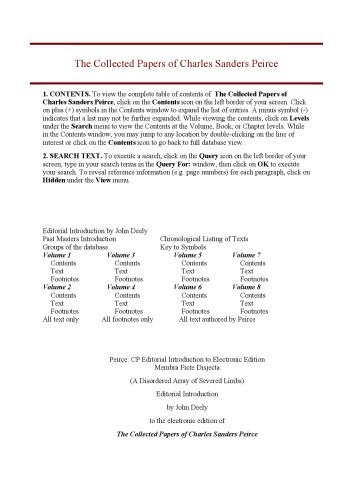 The Collected Papers of Charles Sanders Peirce
1. CONTENTS. To view the complete table of contents of The Collected Papers of
Charles Sanders Peirce, click on the Contents icon on the left border of your screen. Click
on plus (+) symbols in the Contents window to expand the list of entries. A minus symbol (-)
indicates that a list may not be further expanded. While viewing the contents, click on Levels
under the Search menu to view the Contents at the Volume, Book, or Chapter levels. While
in the Contents window, you may jump to any location by double-clicking on the line of
interest or click on the Contents icon to go back to full database view.
2. SEARCH TEXT. To execute a search, click on the Query icon on the left border of your
screen, type in your search terms in the Query For: window, then click on OK to execute
your search. To reveal reference information (e.g. page numbers) for each paragraph, click on
Hidden under the View menu.
Editorial Introduction by John Deely
Past Masters Introduction Chronological Listing of Texts
Groups of the database Key to Symbols
Volume 1 Volume 3 Volume 5 Volume 7
Contents Contents Contents Contents
Text Text Text Text
Footnotes Footnotes Footnotes Footnotes
Volume 2 Volume 4 Volume 6 Volume 8
Contents Contents Contents Contents
Text Text Text Text
Footnotes Footnotes Footnotes Footnotes
All text only All footnotes only All text authored by Peirce
Peirce: CP Editorial Introduction to Electronic Edition
Membra Ficte Disjecta
(A Disordered Array of Severed Limbs)
Editorial Introduction
by John Deely
to the electronic edition of
The Collected Papers of Charles Sanders Peirce